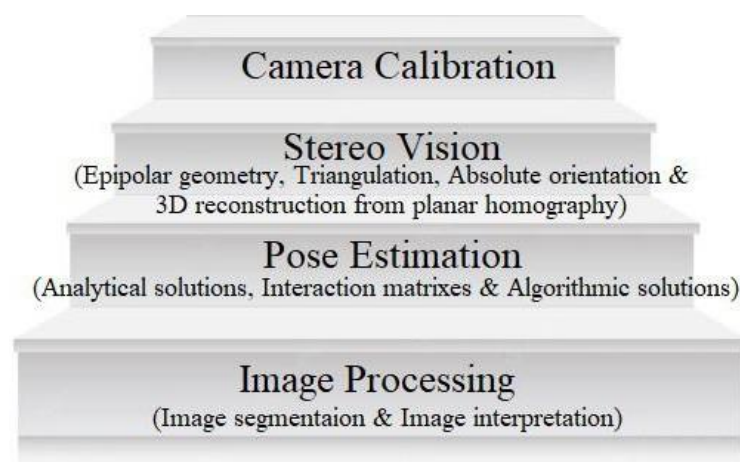 Camera Calibration
Stereo Vision
(Epipolar geometry, Triangulation, Absolute orientation &
3D reconstruction from planar homography)
Pose Estimation
(Analytical solutions, Interaction matrixes & Algorithmic solutions)
Image Processing
(Image segmentaion & Image interpretation)